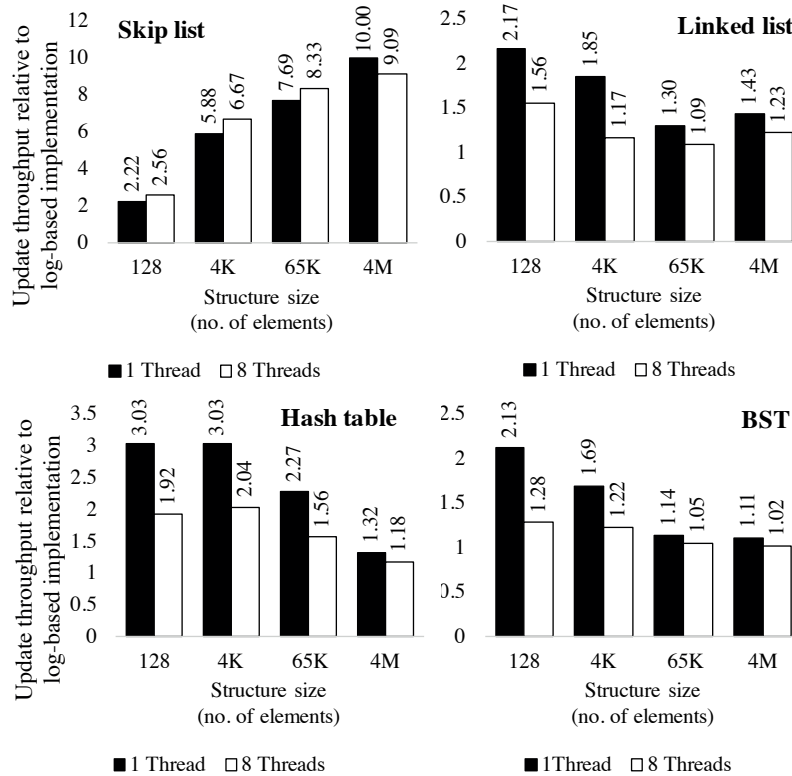 Skip list
Update throughput relative to
log-based implementation
12
10
8
6
4
2
0
2.22
2.56
5.88
6.67
7.69
8.33
10.00
9.09
128 4K 65K 4M
Structure size
(no. of elements)
1 Thread 8 Threads
Linked list
2.5
2
1.5
1
0.5
0
2.17
1.56
1.85
1.17
1.30
1.09
1.43
1.23
128 4K 65K 4M
Structure size
(no. of elements)
1 Thread 8 Threads
Hash table
Update throughput relative to
log-based implementation
3.5
3
2.5
2
1.5
1
0.5
0
3.03
1.92
3.03
2.04
2.27
1.56
1.32
1.18
128 4K 65K 4M
Structure size
(no. of elements)
1 Thread 8 Threads
BST
2.5
2
1.5
1
0.5
0
2.13
1.28
1.69
1.22
1.14
1.05
1.11
1.02
128 4K 65K 4M
Structure size
(no. of elements)
1Thread 8 Threads